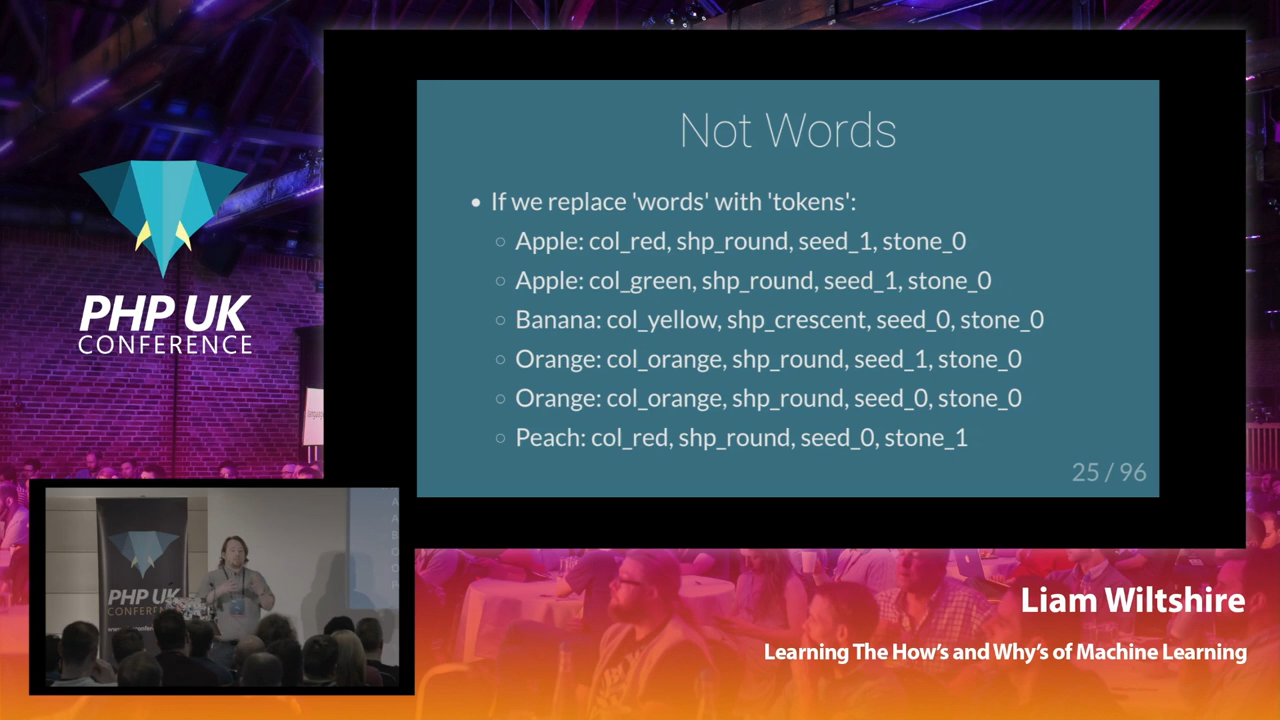 PHP UK
CONFERENCE
Not Words
• If we replace 'words' with 'tokens':
○ Apple: col_red, shp_round, seed_1, stone_0
○ Apple: col_green, shp_round, seed_1, stone_0
○ Banana: col_yellow, shp_crescent, seed_0, stone_0
○ Orange: col_orange, shp_round, seed_1, stone_0
○ Orange: col_orange, shp_round, seed_0, stone_0
○ Peach: col_red, shp_round, seed_0, stone_1
25 / 96
PHP UK
CONFERENCE
Liam Wiltshire
Learning The How's and Why's of Machine Learning